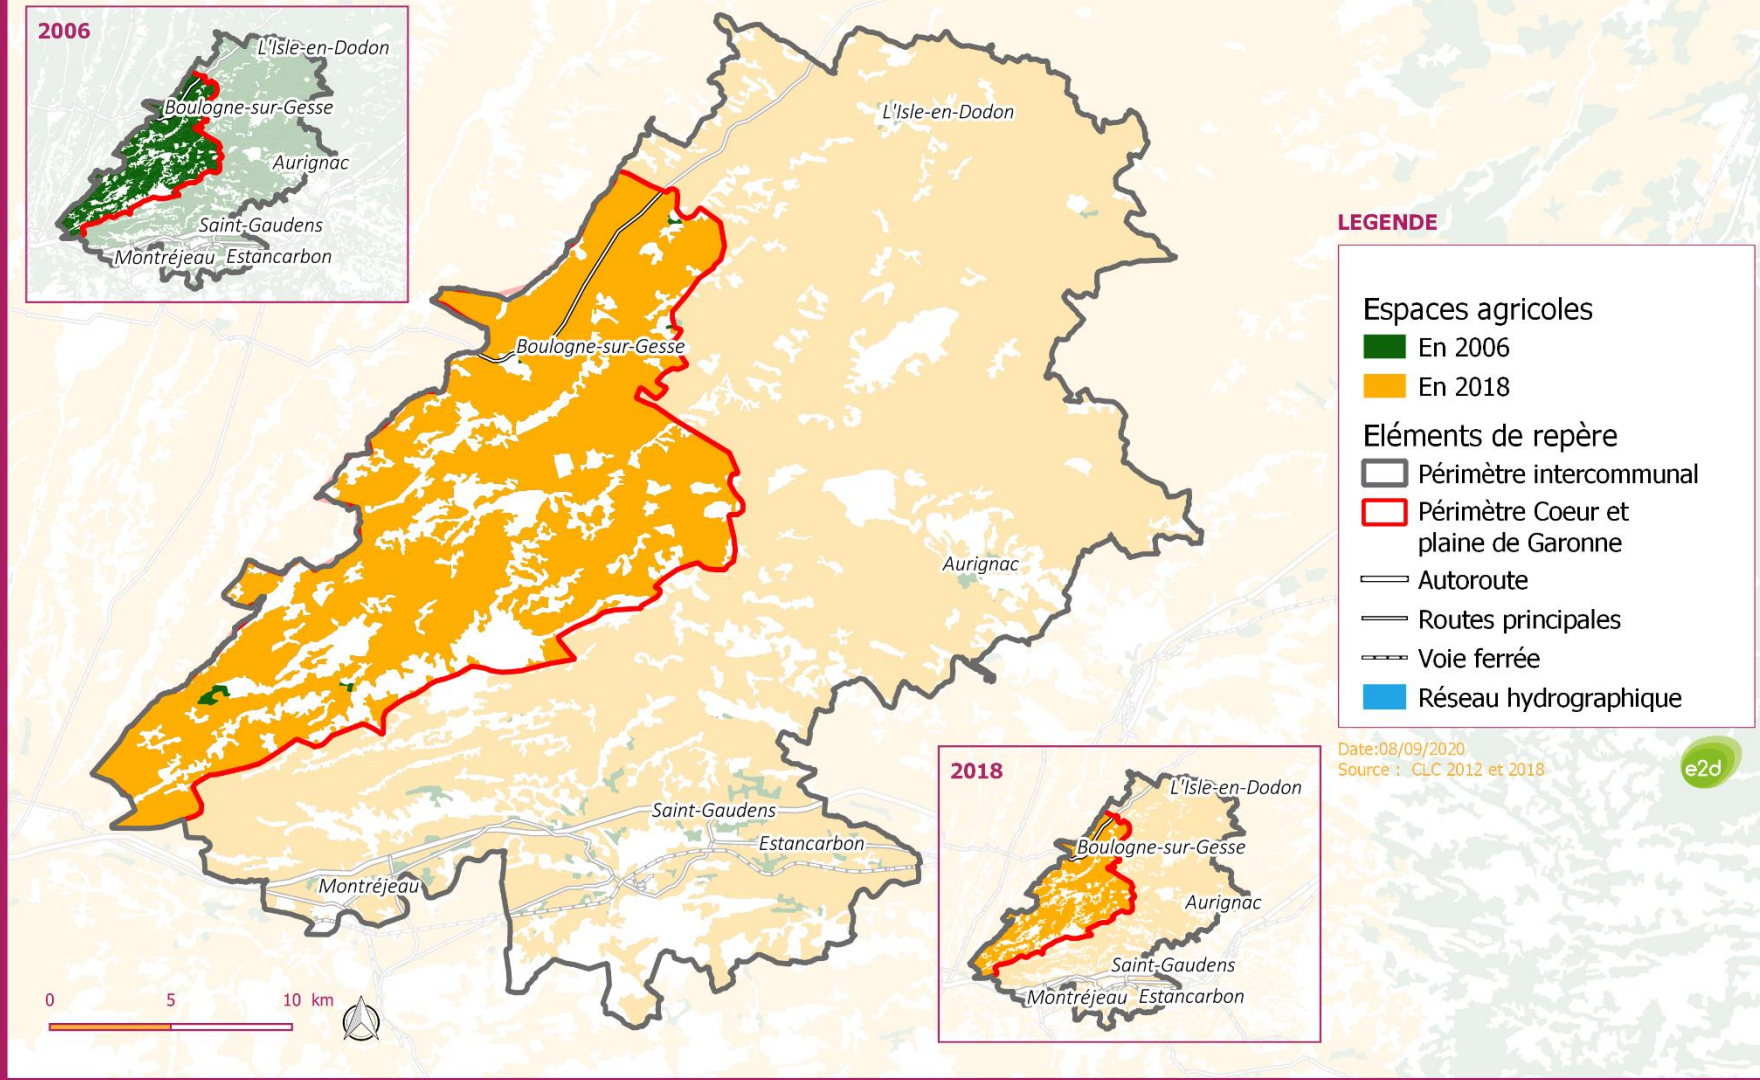 2006
L'Isle-en-Dodon
Boulogne-sur-Gesse
Aurignac
Saint-Gaudens
Montréjeau
Estancarbon
L'Isle-en-Dodon
Boulogne-sur-Gesse
Aurignac
Saint-Gaudens
Estancarbon
Montréjeau
0 5 10 km
2018
L'Isle-en-Dodon
Boulogne-sur-Gesse
Aurignac
Saint-Gaudens
Montréjeau
Estancarbon
LEGENDE
Espaces agricoles
En 2006
En 2018
Eléments de repère
Périmètre intercommunal
Périmètre Coeur et
plaine de Garonne
Autoroute
Routes principales
Voie ferrée
Réseau hydrographique
Date:08/09/2020
Source : CLC 2012 et 2018
e2d